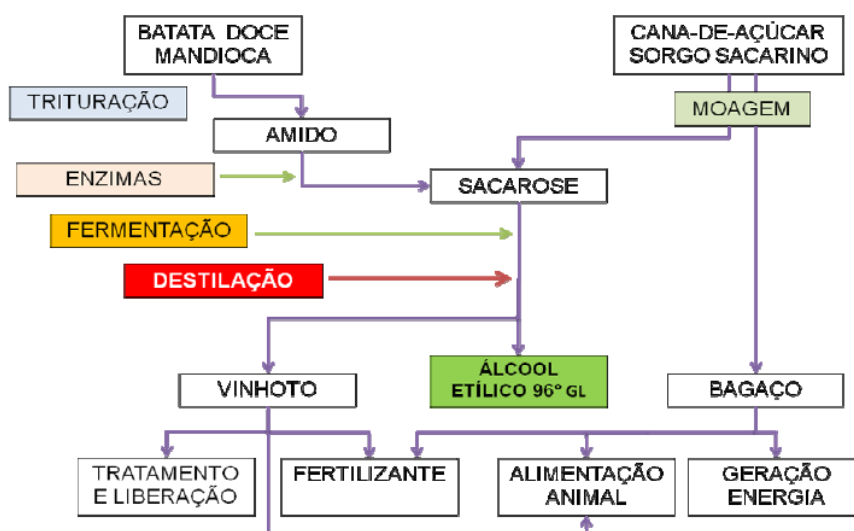 BATATA DOCE
MANDIOCA
CANA-DE-AÇÚCAR
SORGO SACARINO
TRITURAÇÃO
MOAGEM
AMIDO
ENZIMAS
SACAROSE
FERMENTAÇÃO
DESTILAÇÃO
VINHOTO
ÁLCOOL
ETÍLICO 96º GL
BAGAÇO
TRATAMENTO
E LIBERAÇÃO
FERTILIZANTE
ALIMENTAÇÃO
ANIMAL
GERAÇÃO
ENERGIA